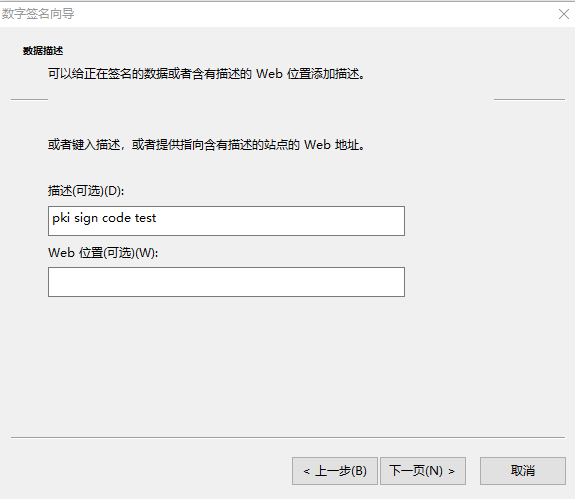 数字签名向导
数据描述
可以给正在签名的数据或者含有描述的 Web 位置添加描述。
或者键入描述，或者提供指向含有描述的站点的 Web 地址。
描述(可选)(D):
pki sign code test
Web 位置(可选)(W):
< 上一步(B) 下一页(N) > 取消